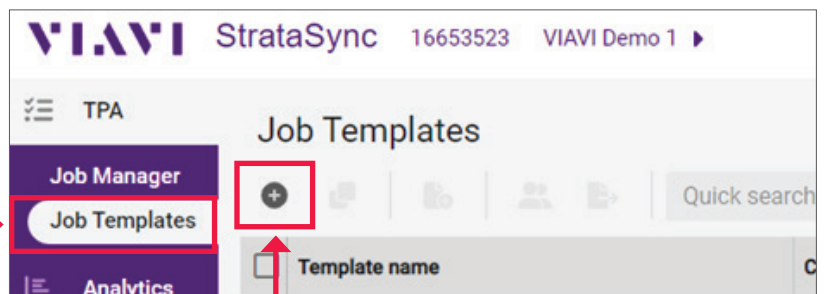 VIAVI StrataSync 16653523 VIAVI Demo 1
TPA
Job Templates
Job Manager
Job Templates
Quick search
Template name
C
Analytics